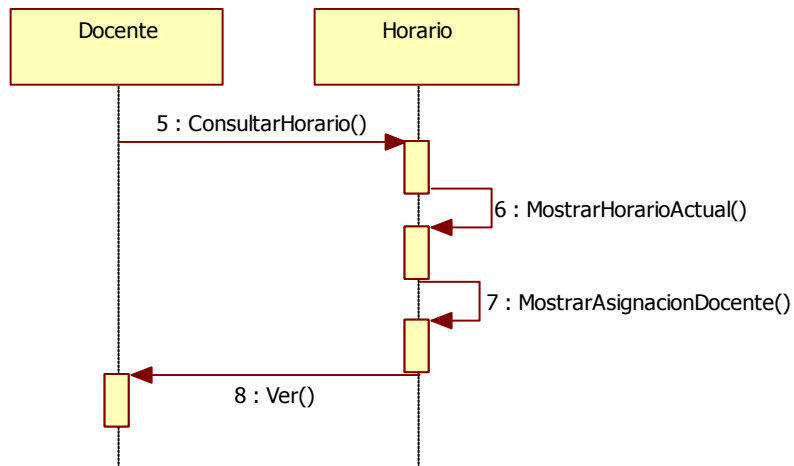 Docente
Horario
5 : ConsultarHorario()
6 : MostrarHorarioActual()
7 : MostrarAsignacionDocente()
8 : Ver()